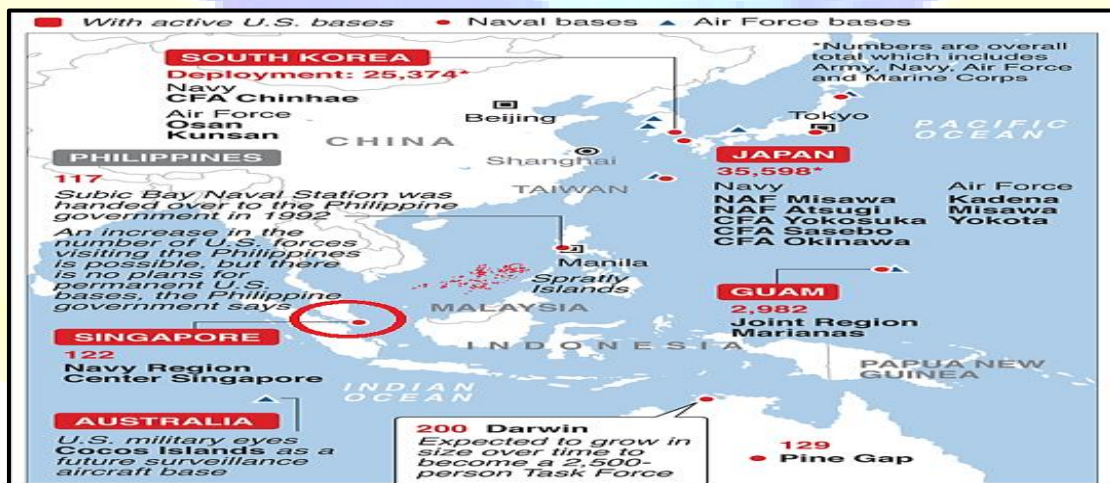 With active U.S. bases
Naval bases
Air Force bases
SOUTH KOREA
Deployment: 25,374*
Navy
CFA Chinhae
Air Force
Osan
Kunsan
*Numbers are overall
total which includes
Army, Navy, Air Force
and Marine Corps
Beijing
CHINA
Shanghai
TAIWAN
Tokyo
PACIFIC
OCEAN
PHILIPPINES
117
Subic Bay Naval Station was
handed over to the Philippine
government in 1992
An increase in the
number of U.S. forces
visiting the Philippines
is possible, but there
is no plans for
permanent U.S.
bases, the Philippine
government says
JAPAN
35,598*
Navy
NAF Misawa
NAF Atsugi
CFA Yokosuka
CFA Sasebo
CFA Okinawa
Air Force
Kadena
Misawa
Yokota
Manila
Spratly
Islands
MALAYSIA
GUAM
2,982
Joint Region
Marianas
SINGAPORE
122
Navy Region
Center Singapore
INDONESIA
PAPUA NEW
GUINEA
INDIAN
OCEAN
AUSTRALIA
U.S. military eyes
Cocos Islands as a
future surveillance
aircraft base
200 Darwin
Expected to grow in
size over time to
become a 2,500-
person Task Force
129
Pine Gap